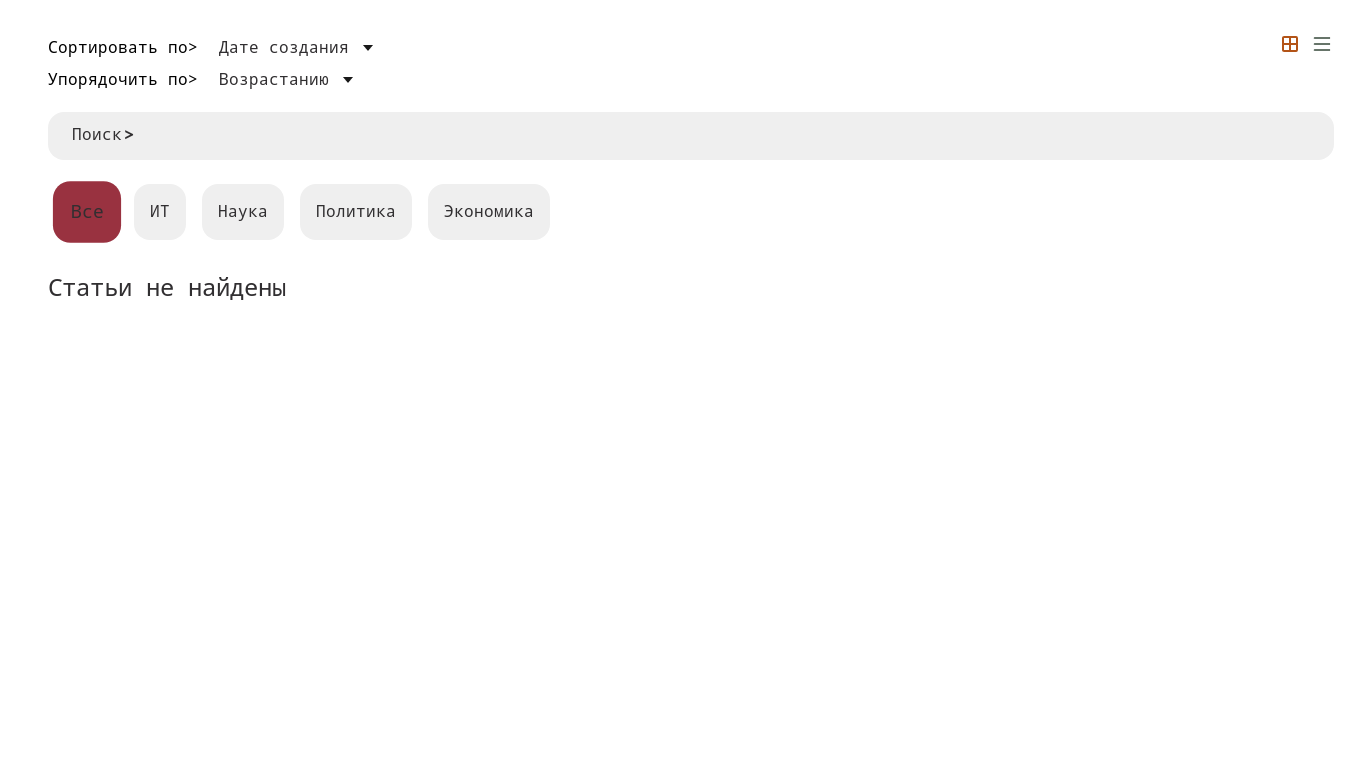 Сортировать по> Дате создания
Упорядочить по> Возрастанию
Поиск>
Все ИТ Наука Политика Экономика
Статьи не найдены